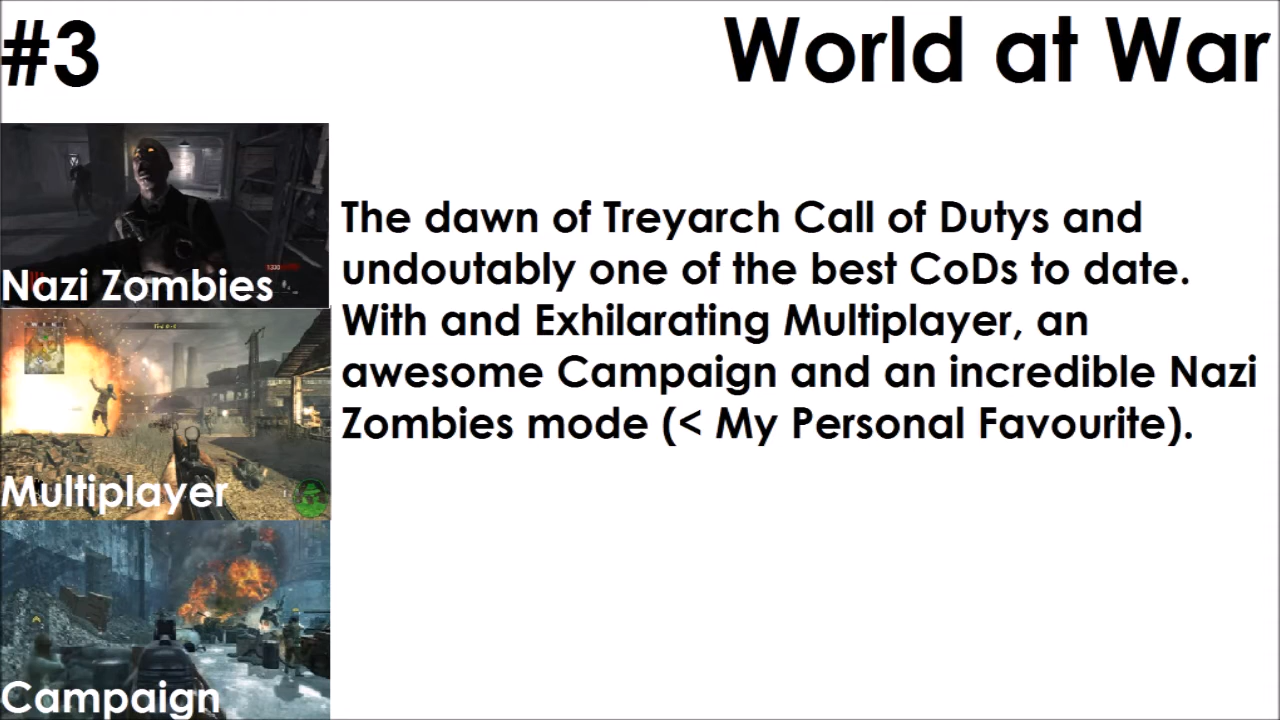 #3
World at War
Nazi Zombies
Multiplayer
Campaign
The dawn of Treyarch Call of Dutys and
undoutably one of the best CoDs to date.
With and Exhilarating Multiplayer, an
awesome Campaign and an incredible Nazi
Zombies mode (< My Personal Favourite).